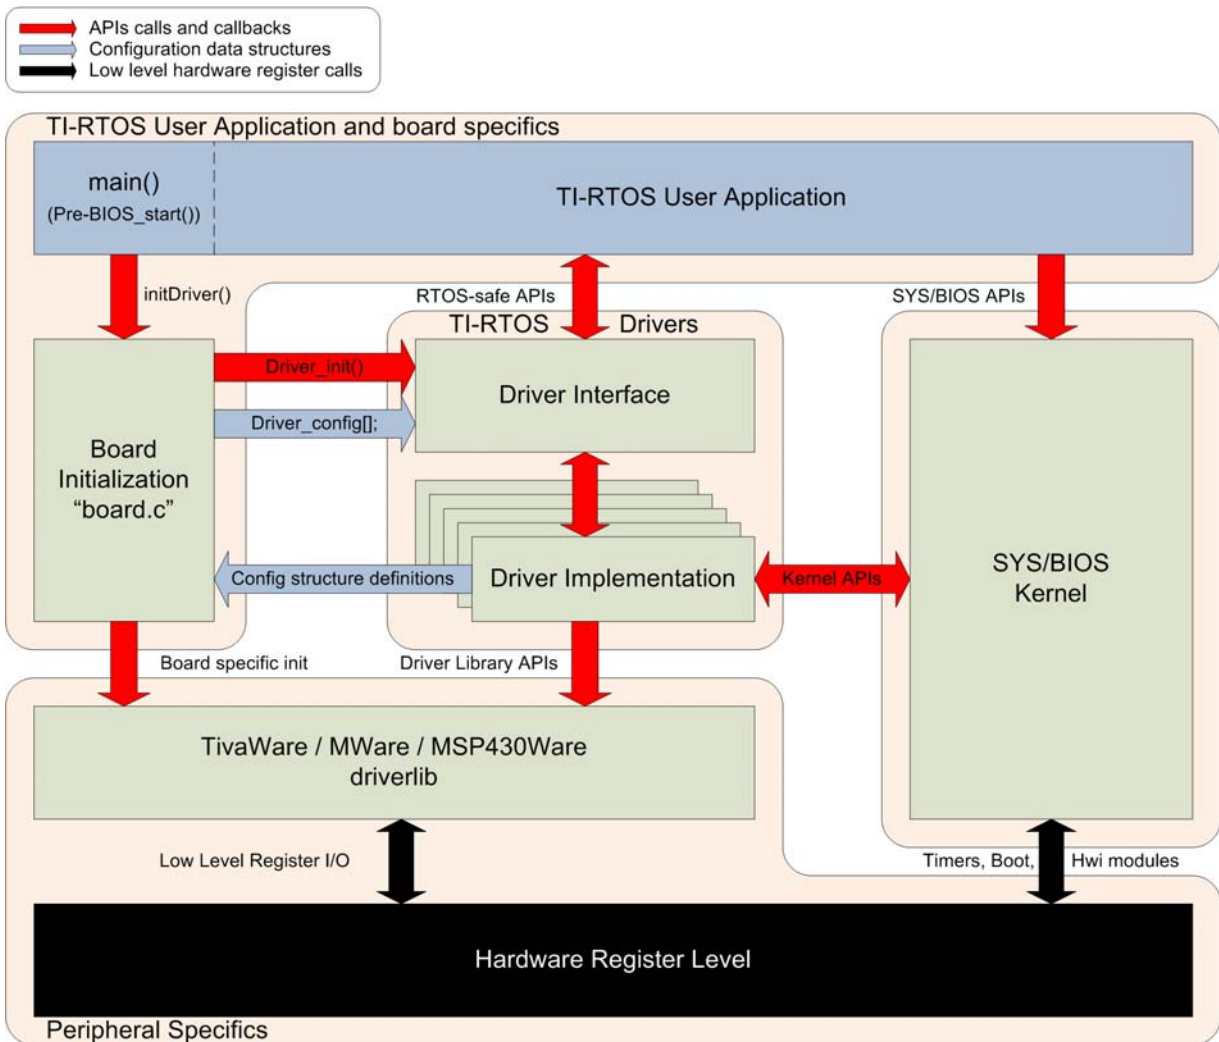 APIs calls and callbacks
Configuration data structures
Low level hardware register calls
TI-RTOS User Application and board specifics
main()
(Pre-BIOS_start())
TI-RTOS User Application
initDriver()
RTOS-safe APIs
SYS/BIOS APIs
TI-RTOS Drivers
Driver_init()
Driver Interface
Driver_config[];
Board
Initialization
“board.c”
Config structure definitions
Driver Implementation
Kernel APIs
SYS/BIOS
Kernel
Board specific init
Driver Library APIs
TivaWare / MWare / MSP430Ware
driverlib
Low Level Register I/O
Timers, Boot, Hwi modules
Hardware Register Level
Peripheral Specifics